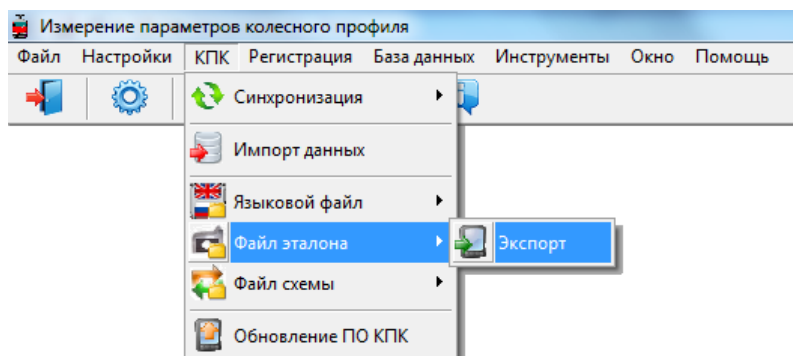 Измерение параметров колесного профиля
Файл Настройки КПК Регистрация База данных Инструменты Окно Помощь
Синхронизация
Импорт данных
Языковой файл
Файл эталона Экспорт
Файл схемы
Обновление ПО КПК